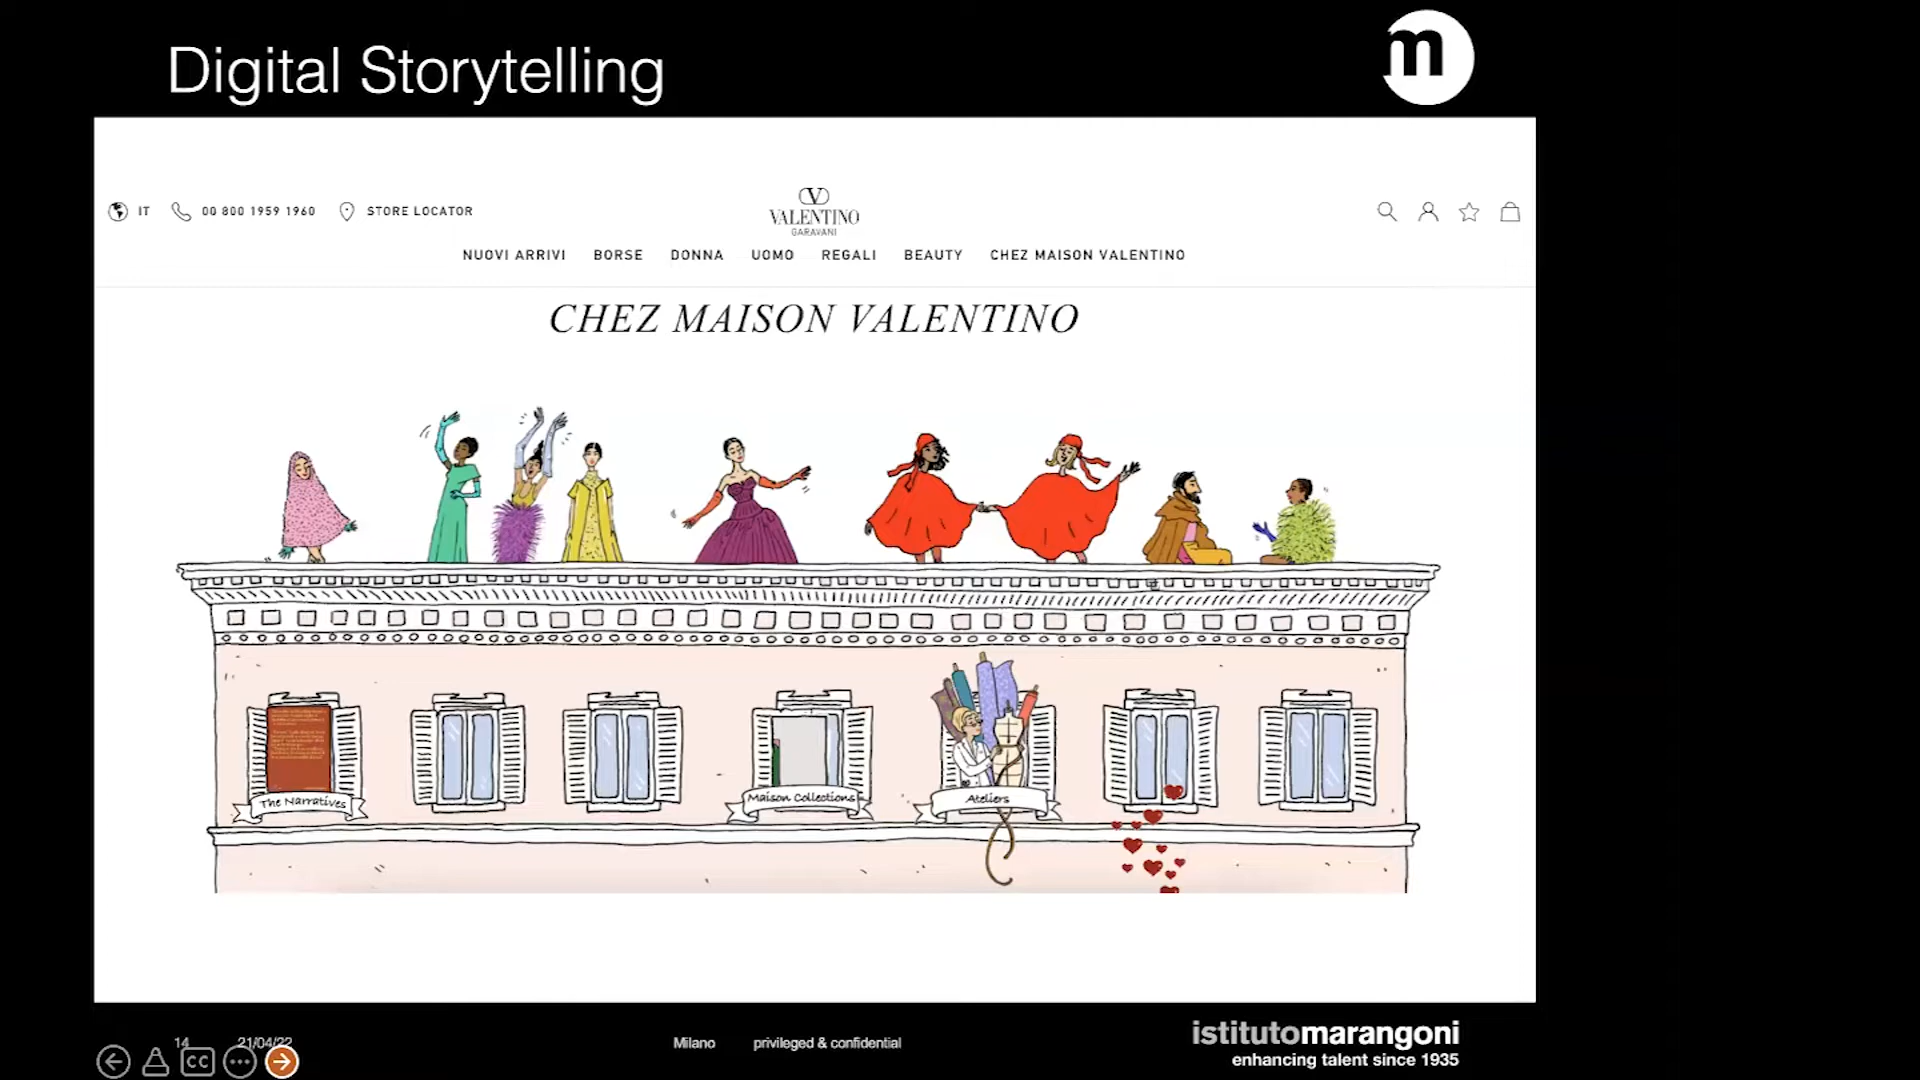 Digital Storytelling
m
IT 00 800 1959 1960 STORE LOCATOR
V
VALENTINO
GARAVANI
NUOVI ARRIVI BORSE DONNA UOMO REGALI BEAUTY CHEZ MAISON VALENTINO
CHEZ MAISON VALENTINO
The Narratives
Maison Collections
Ateliers
14 21/04/22 Milano privileged & confidential
istitutomarangoni
enhancing talent since 1935
CC